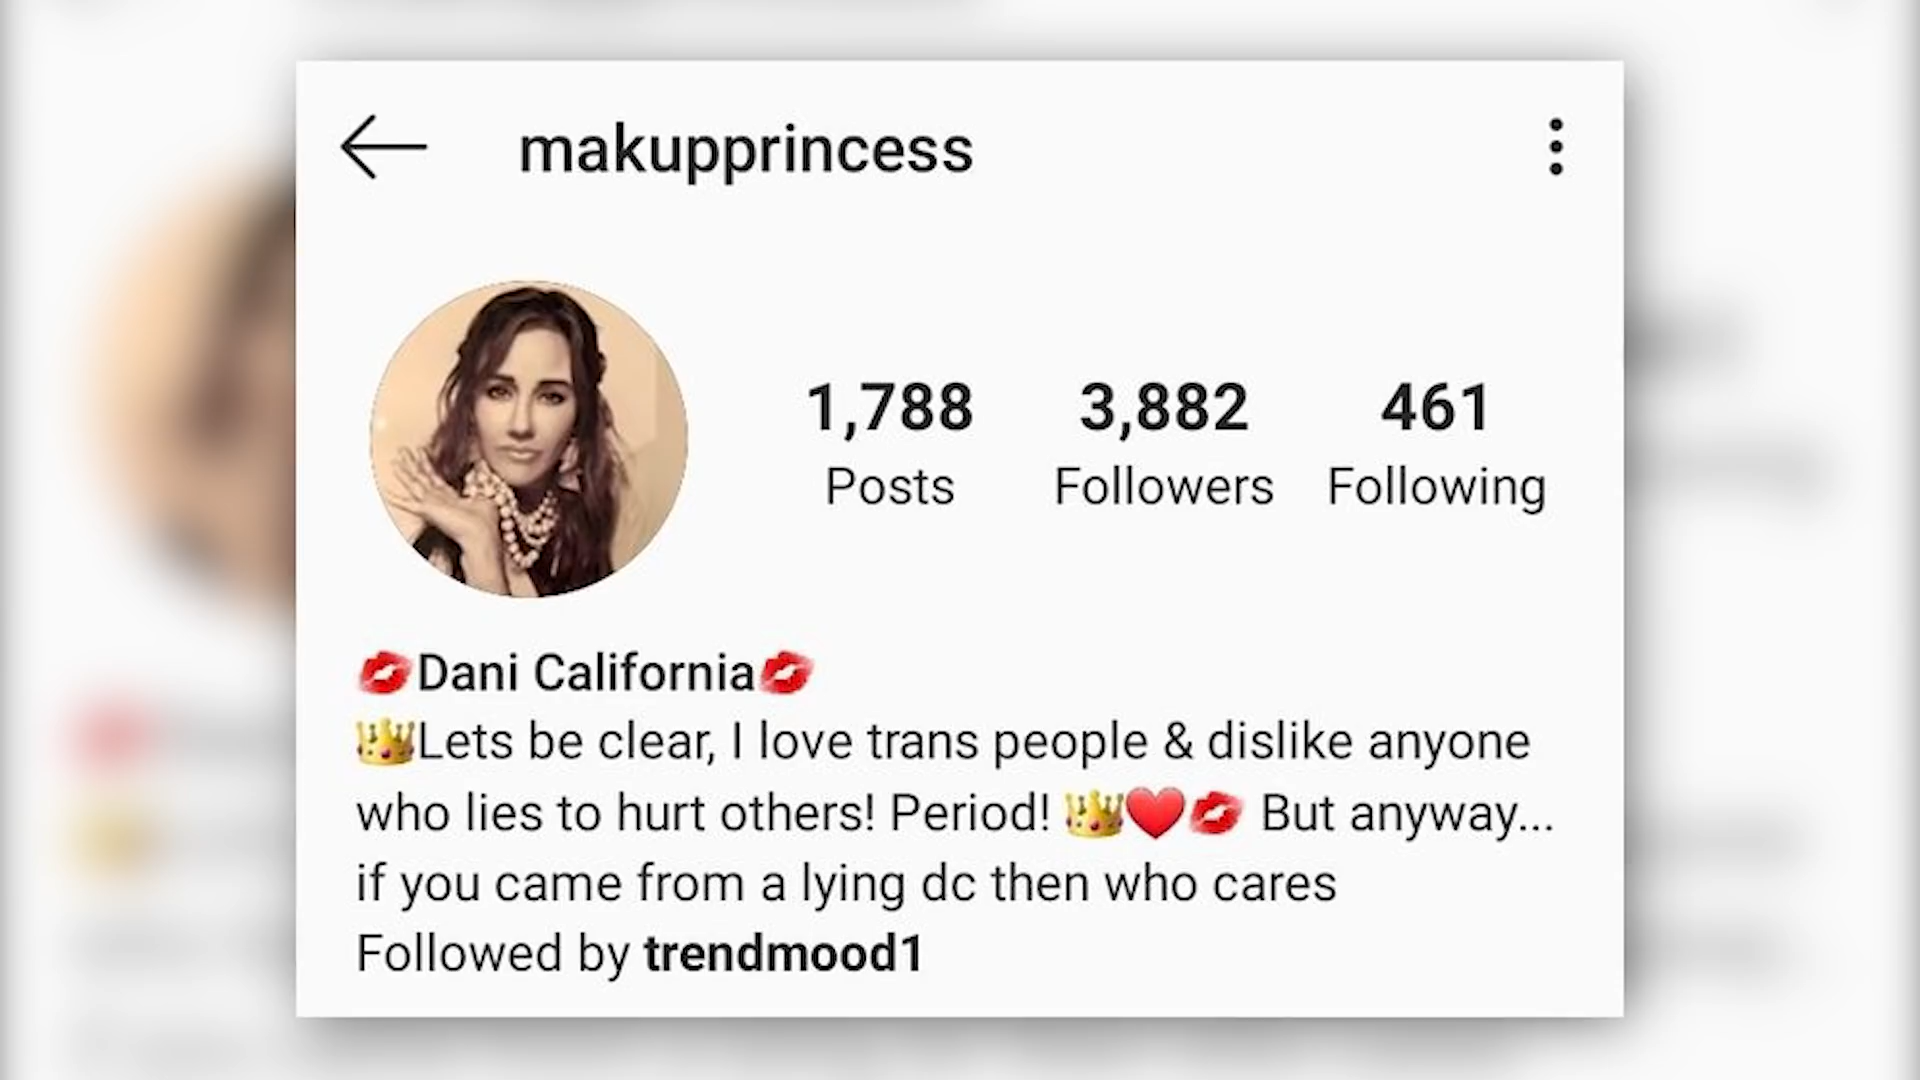 makupprincess
1,788 3,882 461
Posts Followers Following
💋Dani California💋
👑Lets be clear, I love trans people & dislike anyone
who lies to hurt others! Period! 👑❤️💋 But anyway...
if you came from a lying dc then who cares
Followed by trendmood1